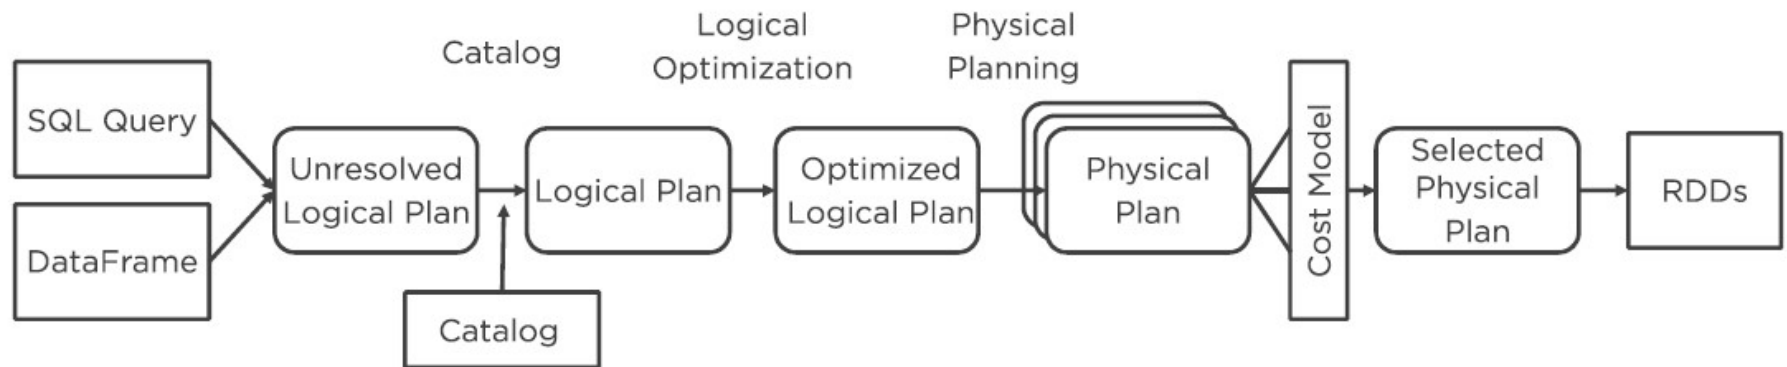 Catalog
Logical
Optimization
Physical
Planning
SQL Query
DataFrame
Unresolved
Logical Plan
Catalog
Logical Plan
Optimized
Logical Plan
Physical
Plan
Cost Model
Selected
Physical
Plan
RDDs